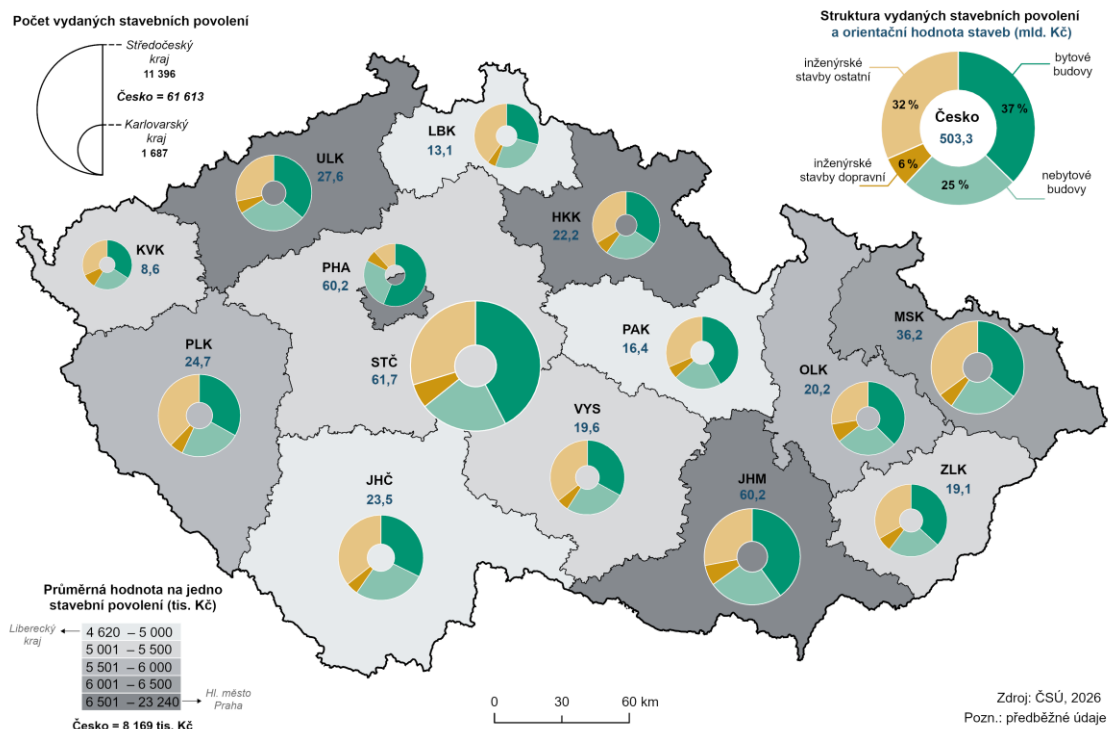 Počet vydaných stavebních povolení
Středočeský
kraj
11 396
Česko = 61 613
Karlovarský
kraj
1 687
Struktura vydaných stavebních povolení
a orientační hodnota staveb (mld. Kč)
inženýrské
stavby ostatní
bytové
budovy
32 %
37 %
Česko
503,3
inženýrské
stavby dopravní
6 %
25 %
nebytové
budovy
LBK
13,1
ULK
27,6
HKK
22,2
KVK
8,6
PHA
60,2
PLK
24,7
STČ
61,7
PAK
16,4
MSK
36,2
OLK
20,2
VYS
19,6
JHČ
23,5
JHM
60,2
ZLK
19,1
Průměrná hodnota na jedno
stavební povolení (tis. Kč)
Liberecký
kraj
4 620 – 5 000
5 001 – 5 500
5 501 – 6 000
6 001 – 6 500
6 501 – 23 240
Hl. město
Praha
Česko = 8 169 tis. Kč
0 30 60 km
Zdroj: ČSÚ, 2026
Pozn.: předběžné údaje